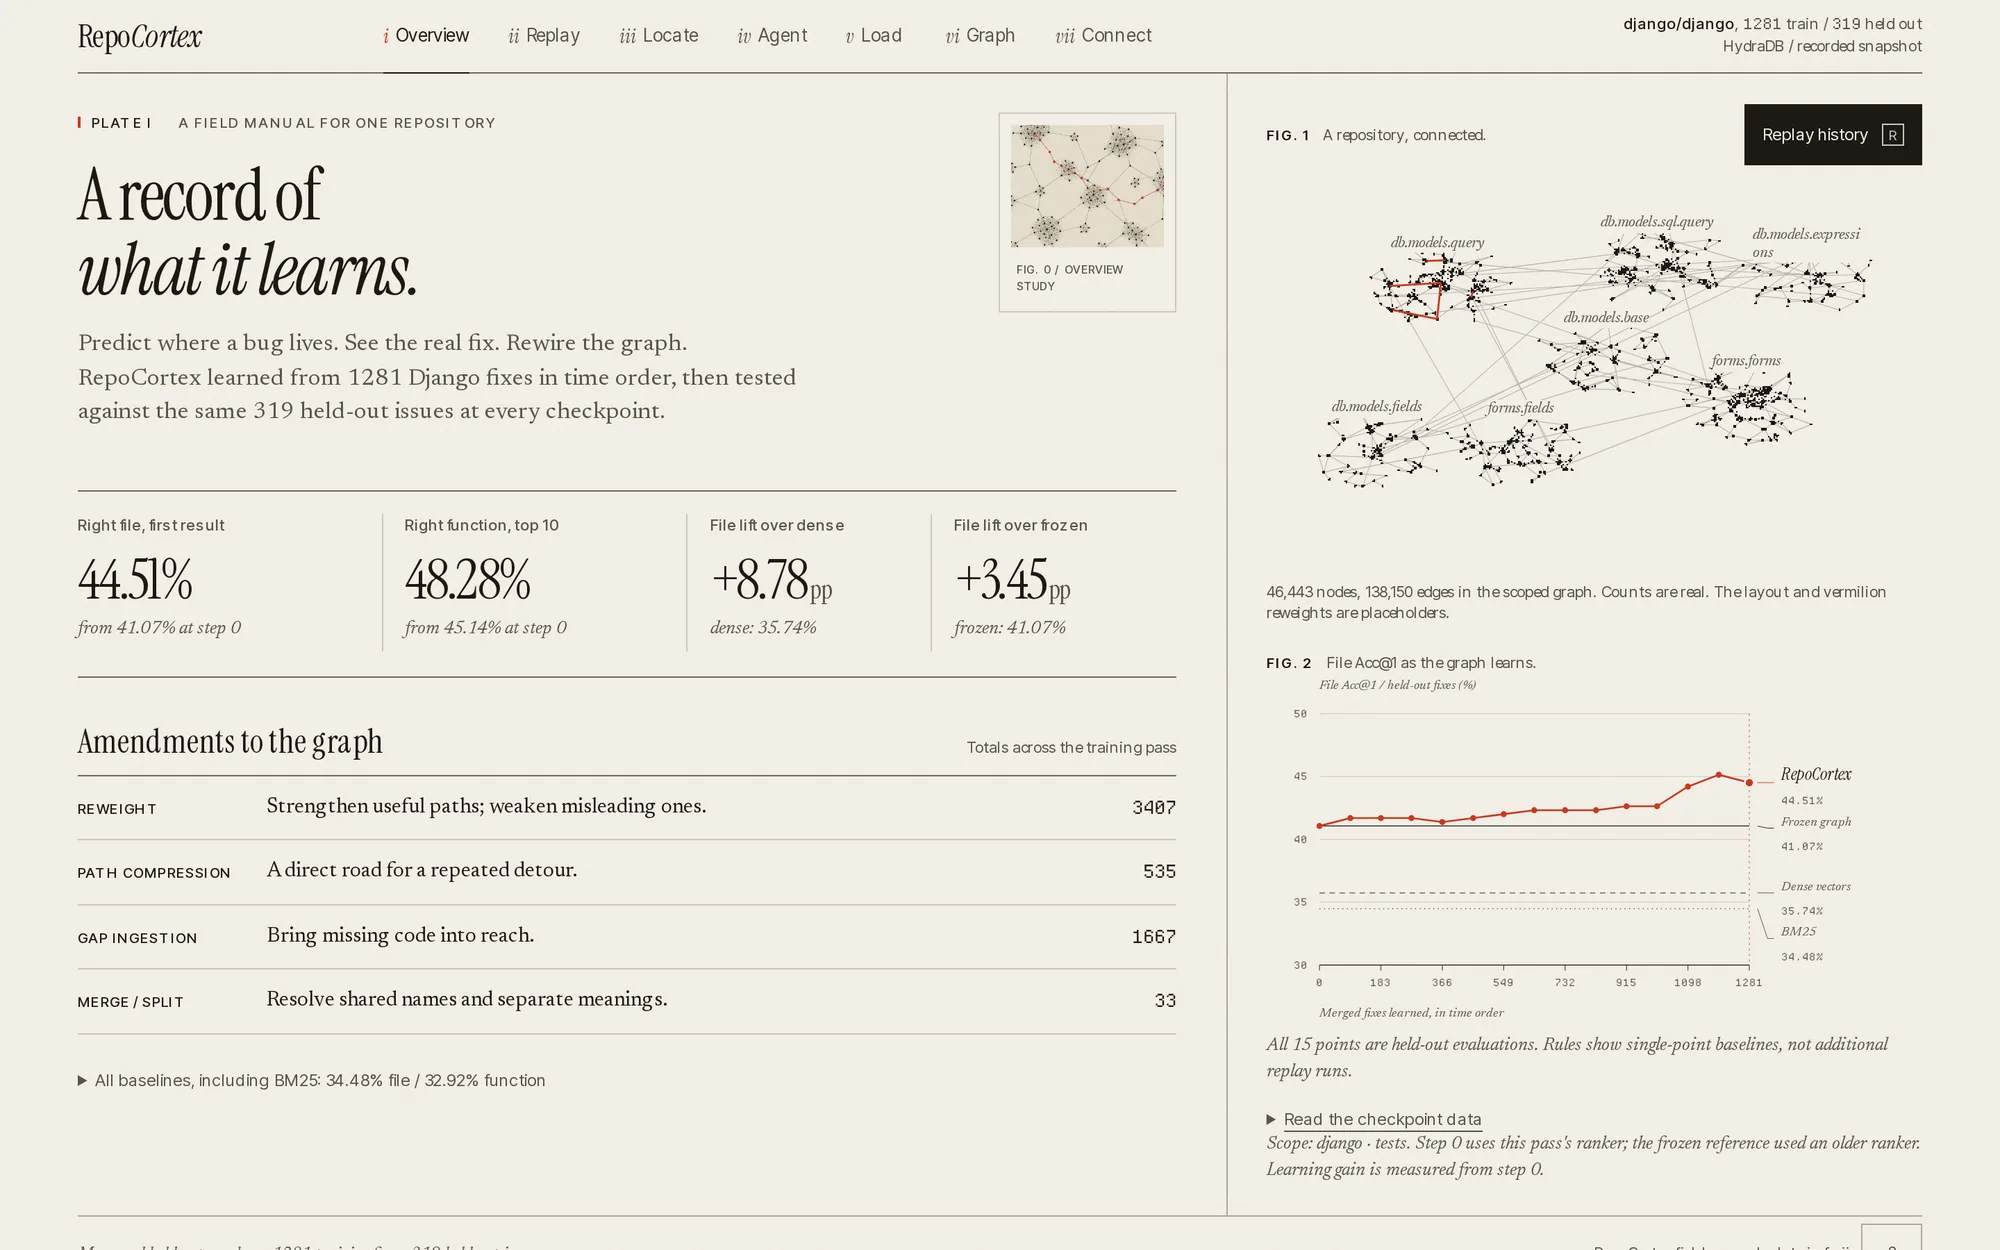 RepoCortex
i Overview
ii Replay
iii Locate
iv Agent
v Load
vi Graph
vii Connect
django/django, 1281 train / 319 held out
HydraDB / recorded snapshot
PLATE I A FIELD MANUAL FOR ONE REPOSITORY
A record of
what it learns.
FIG. 0 / OVERVIEW
STUDY
Predict where a bug lives. See the real fix. Rewire the graph.
RepoCortex learned from 1281 Django fixes in time order, then tested
against the same 319 held-out issues at every checkpoint.
Right file, first result
44.51%
from 41.07% at step 0
Right function, top 10
48.28%
from 45.14% at step 0
File lift over dense
+8.78pp
dense: 35.74%
File lift over frozen
+3.45pp
frozen: 41.07%
Amendments to the graph
Totals across the training pass
REWEIGHT Strengthen useful paths; weaken misleading ones. 3407
PATH COMPRESSION A direct road for a repeated detour. 535
GAP INGESTION Bring missing code into reach. 1667
MERGE / SPLIT Resolve shared names and separate meanings. 33
▶ All baselines, including BM25: 34.48% file / 32.92% function
FIG. 1 A repository, connected.
Replay history R
db.models.query
db.models.sql.query
db.models.expressi
ons
db.models.base
forms.forms
db.models.fields
forms.fields
46,443 nodes, 138,150 edges in the scoped graph. Counts are real. The layout and vermilion
reweights are placeholders.
FIG. 2 File Acc@1 as the graph learns.
File Acc@1 / held-out fixes (%)
50
45
40
35
30
RepoCortex
44.51%
Frozen graph
41.07%
Dense vectors
35.74%
BM25
34.48%
0 183 366 549 732 915 1098 1281
Merged fixes learned, in time order
All 15 points are held-out evaluations. Rules show single-point baselines, not additional
replay runs.
▶ Read the checkpoint data
Scope: django · tests. Step 0 uses this pass's ranker; the frozen reference used an older ranker.
Learning gain is measured from step 0.